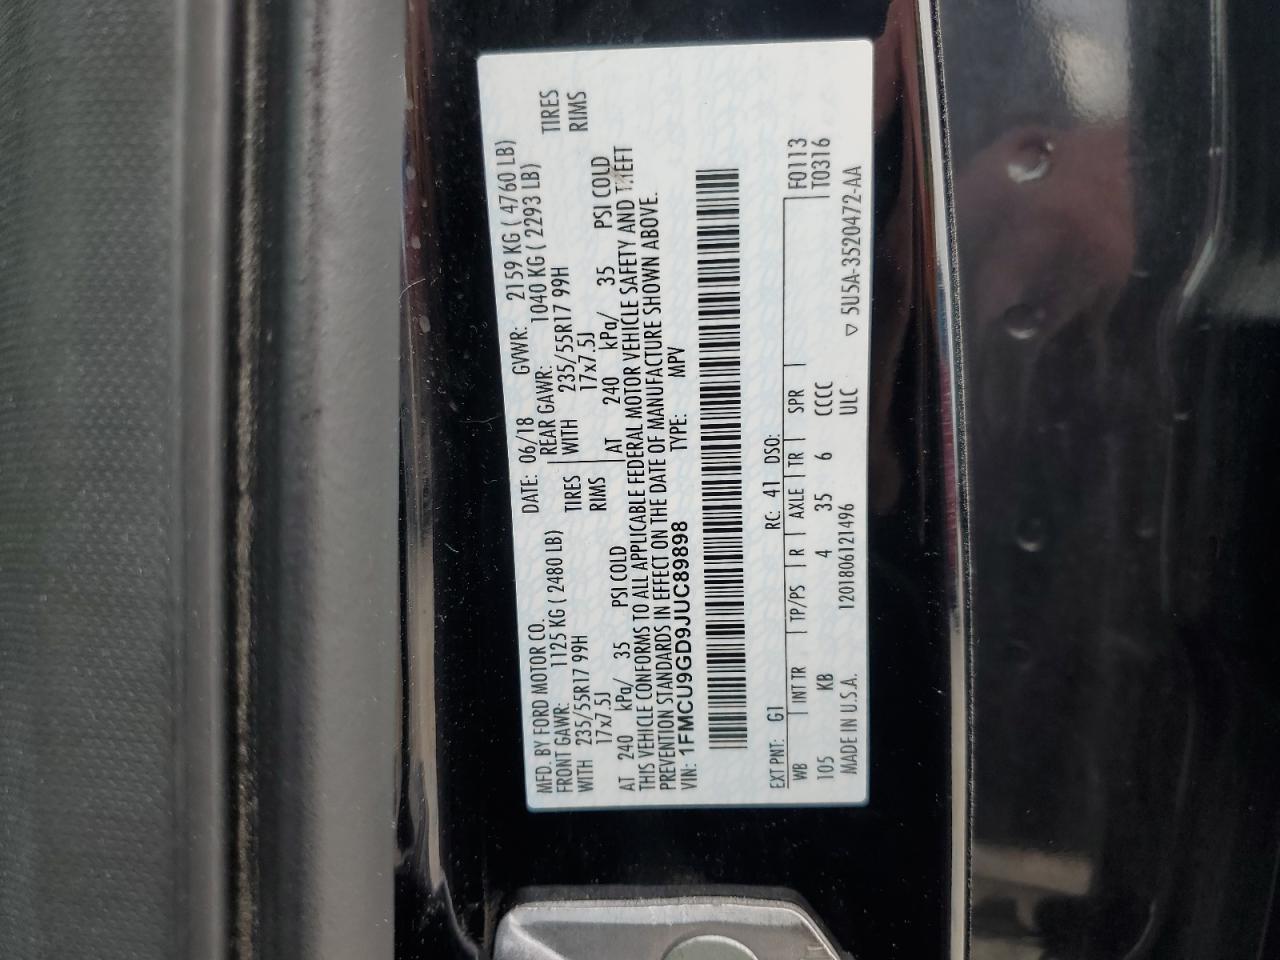 MFD. BY FORD MOTOR CO.
DATE: 06/18 GVWR: 2159 KG ( 4760 LB)
FRONT GAWR: 1125 KG ( 2480 LB) REAR GAWR: 1040 KG ( 2293 LB)
WITH 235/55R17 99H TIRES WITH 235/55R17 99H TIRES
17x7.5J RIMS 17x7.5J RIMS
AT 240 kPa/ 35 PSI COLD AT 240 kPa/ 35 PSI COLD
THIS VEHICLE CONFORMS TO ALL APPLICABLE FEDERAL MOTOR VEHICLE SAFETY AND THEFT
PREVENTION STANDARDS IN EFFECT ON THE DATE OF MANUFACTURE SHOWN ABOVE.
VIN: 1FMCU9GD9JUC89898 TYPE: MPV
EXT PNT: G1 RC: 41 DSO: F0113
WB INT TR TP/PS R AXLE TR SPR T0316
105 KB 4 35 6 CCCC
MADE IN U.S.A. 1201806121496 ULC ▽ 5U5A-3520472-AA